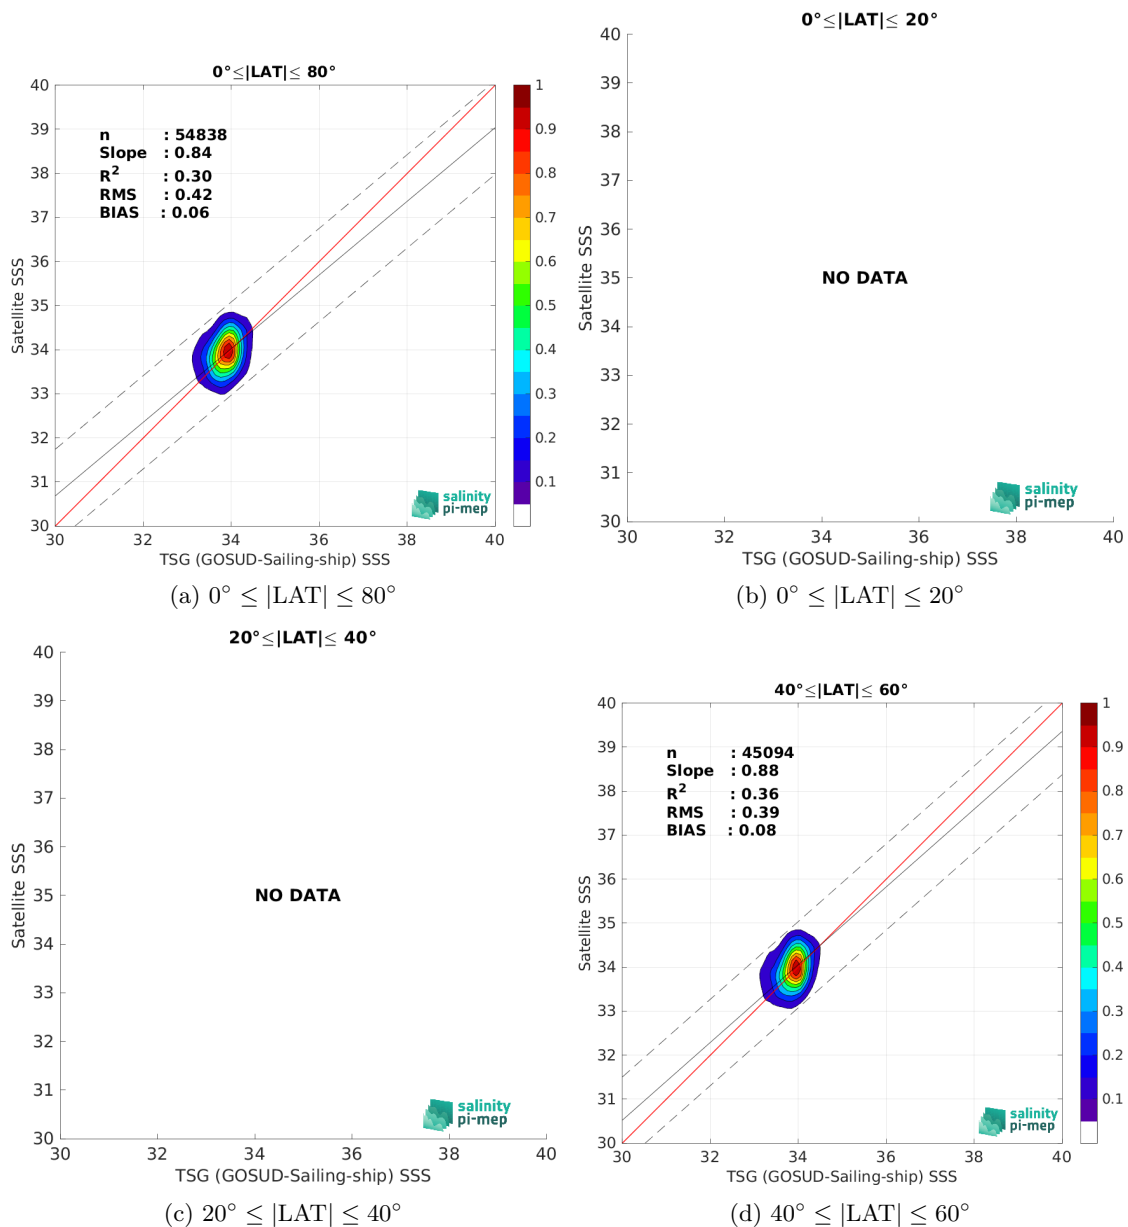 0°≤|LAT|≤ 80°
40
39
38
37
36
35
34
33
32
31
30
Satellite SSS
n : 54838
Slope : 0.84
R² : 0.30
RMS : 0.42
BIAS : 0.06
1
0.9
0.8
0.7
0.6
0.5
0.4
0.3
0.2
0.1
salinity
pi-mep
30 32 34 36 38 40
TSG (GOSUD-Sailing-ship) SSS
(a) 0° ≤ |LAT| ≤ 80°
0°≤|LAT|≤ 20°
40
39
38
37
36
35
34
33
32
31
30
Satellite SSS
NO DATA
salinity
pi-mep
30 32 34 36 38 40
TSG (GOSUD-Sailing-ship) SSS
(b) 0° ≤ |LAT| ≤ 20°
20°≤|LAT|≤ 40°
40
39
38
37
36
35
34
33
32
31
30
Satellite SSS
NO DATA
salinity
pi-mep
30 32 34 36 38 40
TSG (GOSUD-Sailing-ship) SSS
(c) 20° ≤ |LAT| ≤ 40°
40°≤|LAT|≤ 60°
40
39
38
37
36
35
34
33
32
31
30
Satellite SSS
n : 45094
Slope : 0.88
R² : 0.36
RMS : 0.39
BIAS : 0.08
1
0.9
0.8
0.7
0.6
0.5
0.4
0.3
0.2
0.1
salinity
pi-mep
30 32 34 36 38 40
TSG (GOSUD-Sailing-ship) SSS
(d) 40° ≤ |LAT| ≤ 60°